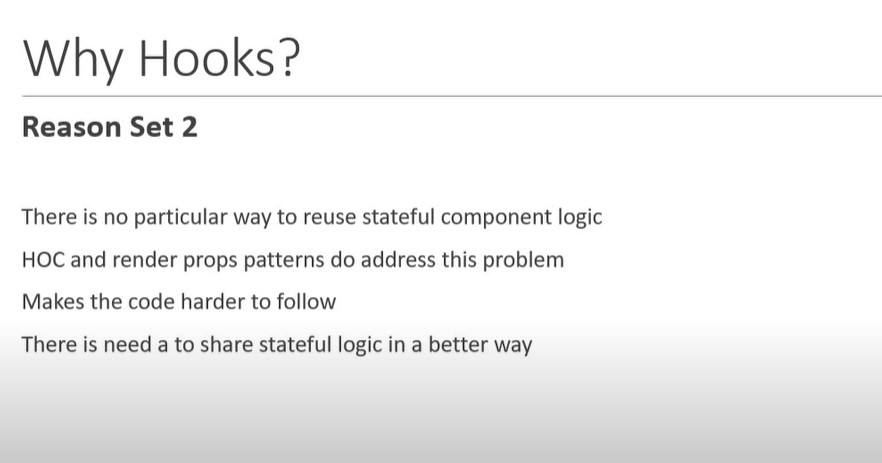 Why Hooks?
Reason Set 2
There is no particular way to reuse stateful component logic
HOC and render props patterns do address this problem
Makes the code harder to follow
There is need a to share stateful logic in a better way